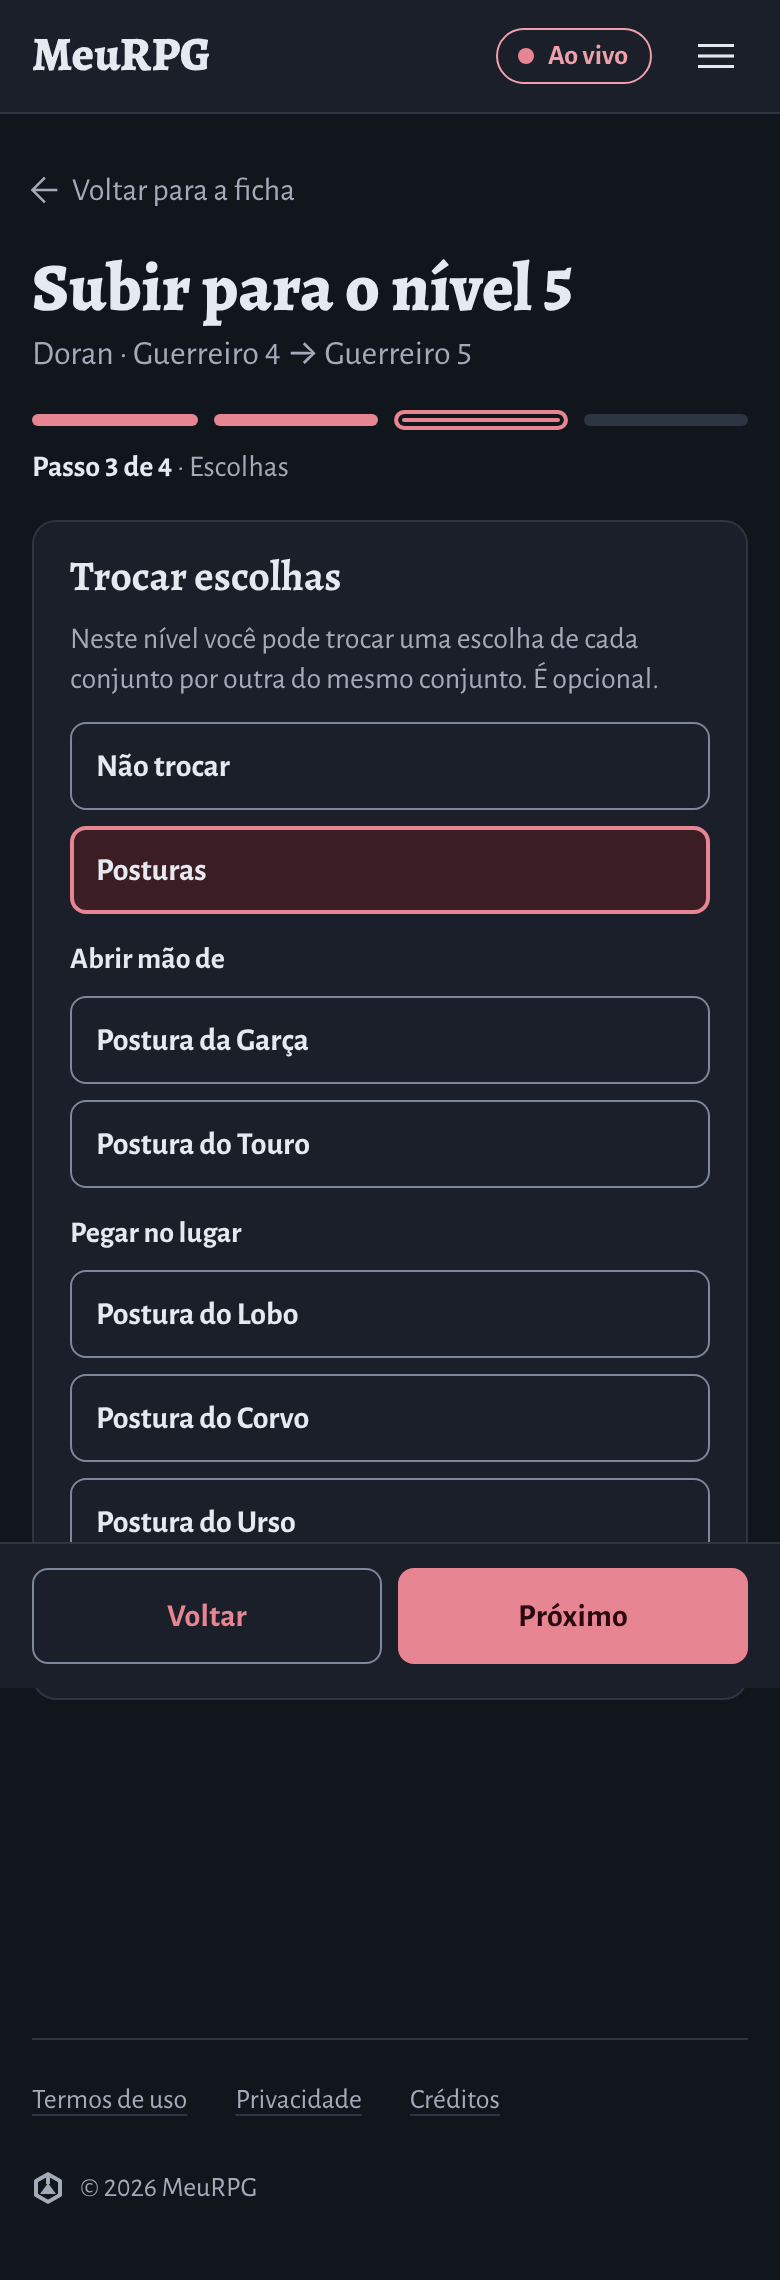 MeuRPG
Ao vivo
← Voltar para a ficha
Subir para o nível 5
Doran · Guerreiro 4 → Guerreiro 5
Passo 3 de 4 · Escolhas
Trocar escolhas
Neste nível você pode trocar uma escolha de cada
conjunto por outra do mesmo conjunto. É opcional.
Não trocar
Posturas
Abrir mão de
Postura da Garça
Postura do Touro
Pegar no lugar
Postura do Lobo
Postura do Corvo
Postura do Urso
Voltar
Próximo
Termos de uso
Privacidade
Créditos
© 2026 MeuRPG